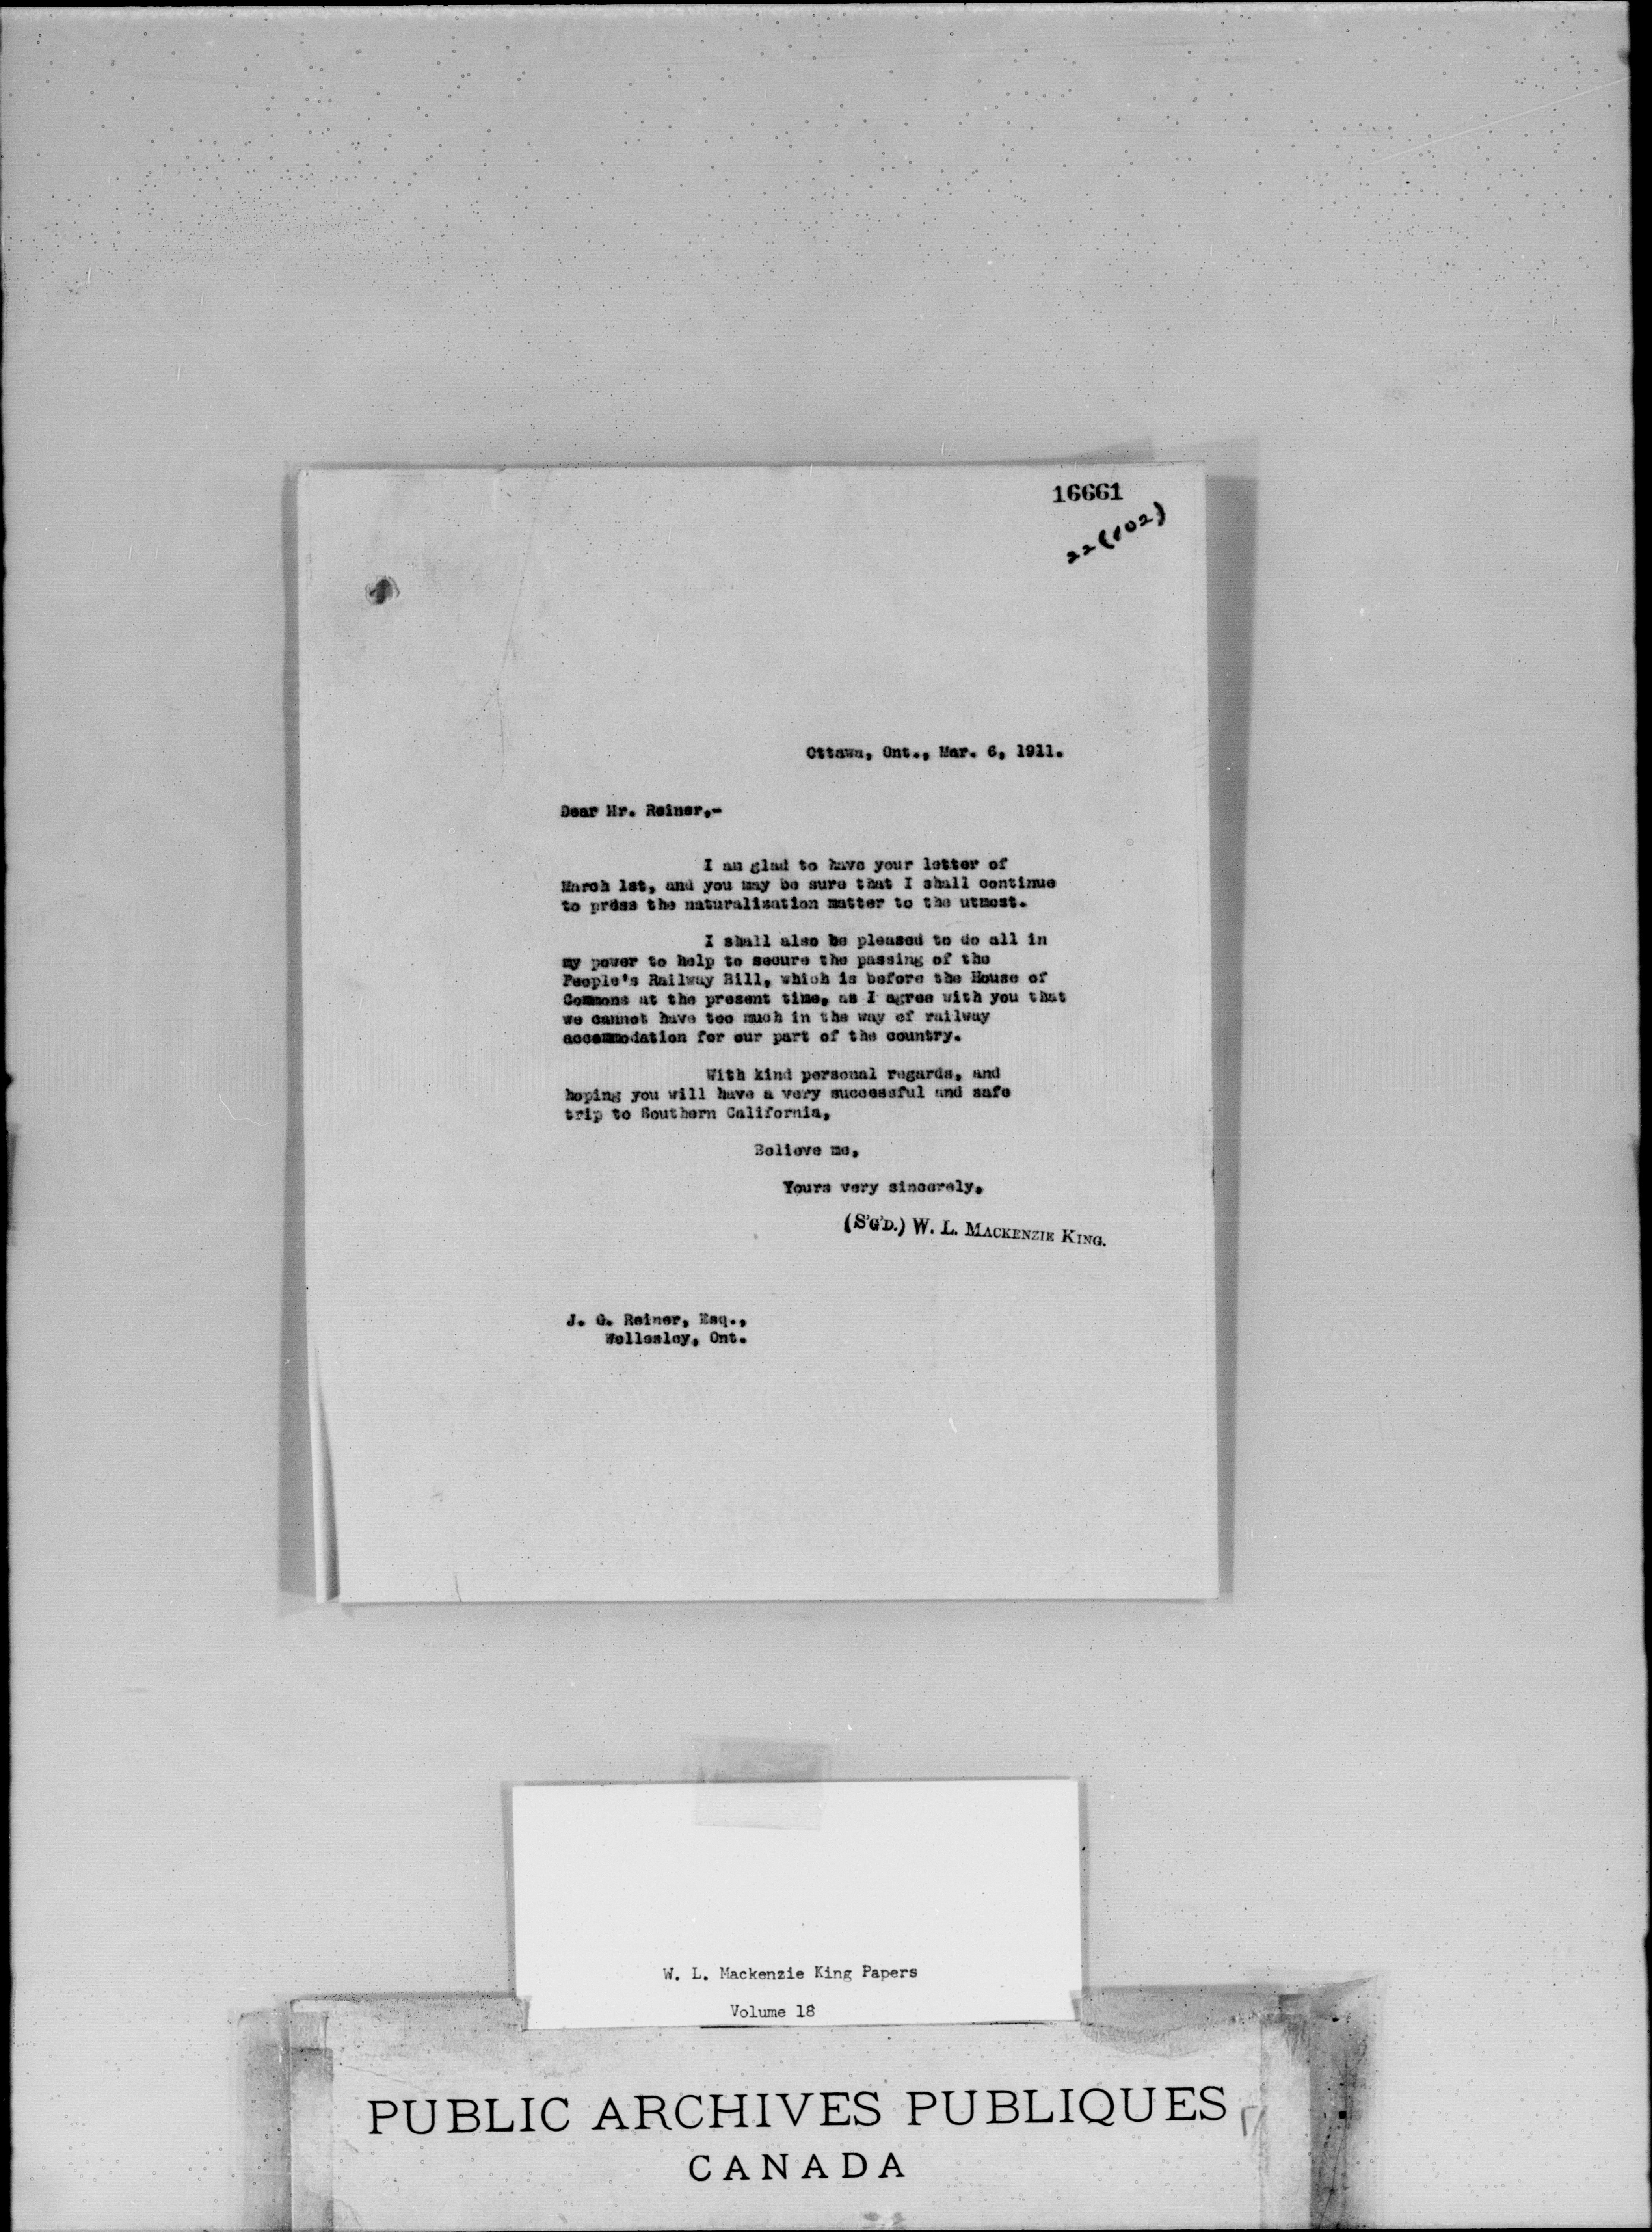 16661
22(102)
Ottawa, Ont., Mar. 6, 1911.
Dear Mr. Reiner,-
I am glad to have your letter of
March 1st, and you may be sure that I shall continue
to press the naturalization matter to the utmost.
I shall also be pleased to do all in
my power to help to secure the passing of the
People's Railway Bill, which is before the House of
Commons at the present time, as I agree with you that
we cannot have too much in the way of railway
accommodation for our part of the country.
With kind personal regards, and
hoping you will have a very successful and safe
trip to Southern California,
Believe me,
Yours very sincerely,
(S'G'D.) W. L. MACKENZIE KING.
J. G. Reiner, Esq.,
Wellesley, Ont.
W. L. Mackenzie King Papers
Volume 18
PUBLIC ARCHIVES PUBLIQUES
CANADA